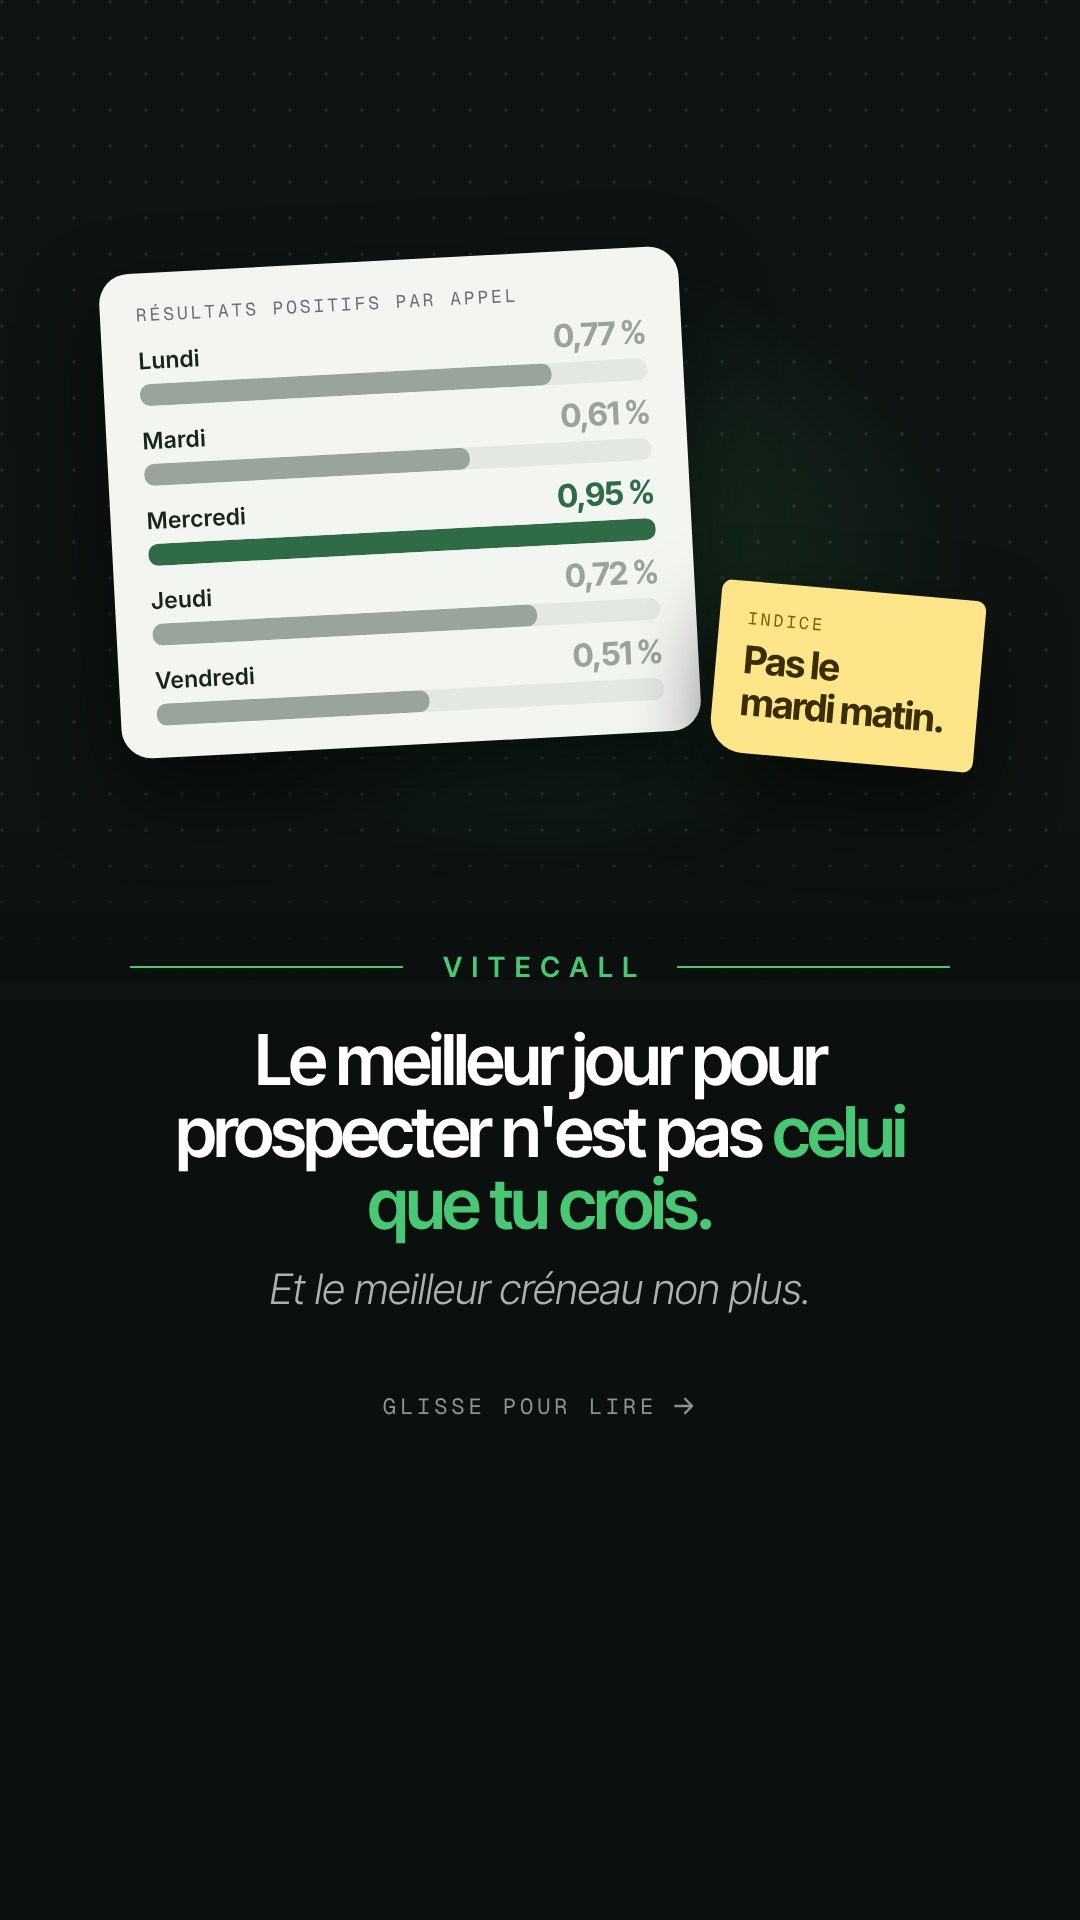 RÉSULTATS POSITIFS PAR APPEL
Lundi 0,77 %
Mardi 0,61 %
Mercredi 0,95 %
Jeudi 0,72 %
Vendredi 0,51 %
INDICE
Pas le
mardi matin.
VITECALL
Le meilleur jour pour
prospecter n'est pas celui
que tu crois.
Et le meilleur créneau non plus.
GLISSE POUR LIRE →